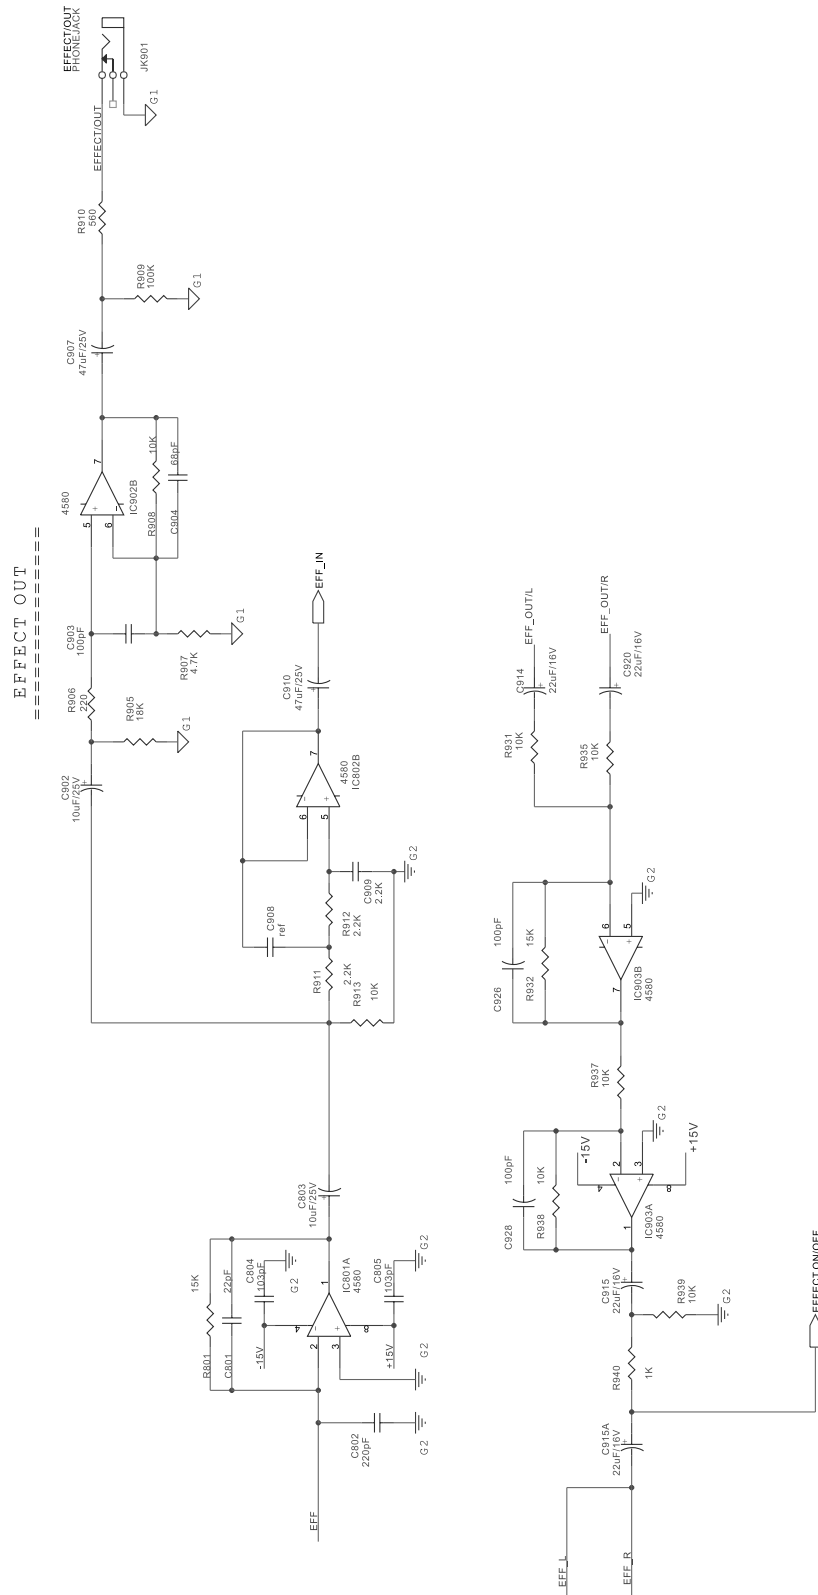 EFFECT OUT
=============
EFFECT/OUT
PHONEJACK
JK901
G1
EFFECT/OUT
R910
560
R909
100K
G1
C907
47uF/25V
7
4580
+
-
5
6
IC902B
10K
R908
68pF
C904
C903
100pF
R907
4.7K
G1
R906
220
R905
18K
G1
C902
10uF/25V
EFF_IN
C910
47uF/25V
7
4580
IC802B
6
5
C908
ref
R912
2.2K
C909
2.2K
G2
R911
2.2K
R913
10K
C803
10uF/25V
15K
R801
22pF
C801
C804
103pF
G2
-15V
4
IC801A
4580
1
2
3
8
C805
103pF
G2
+15V
G2
C802
220pF
G2
EFF
EFF_OUT/L
C914
22uF/16V
R931
10K
EFF_OUT/R
C920
22uF/16V
R935
10K
100pF
C926
15K
R932
6
5
G2
7
IC903B
4580
R937
10K
100pF
C928
10K
R938
-15V
4
2
3
G2
+15V
8
1
IC903A
4580
C915
22uF/16V
R939
10K
G2
R940
1K
C915A
22uF/16V
EFF_L
EFF_R
EFFECT ON/OFF